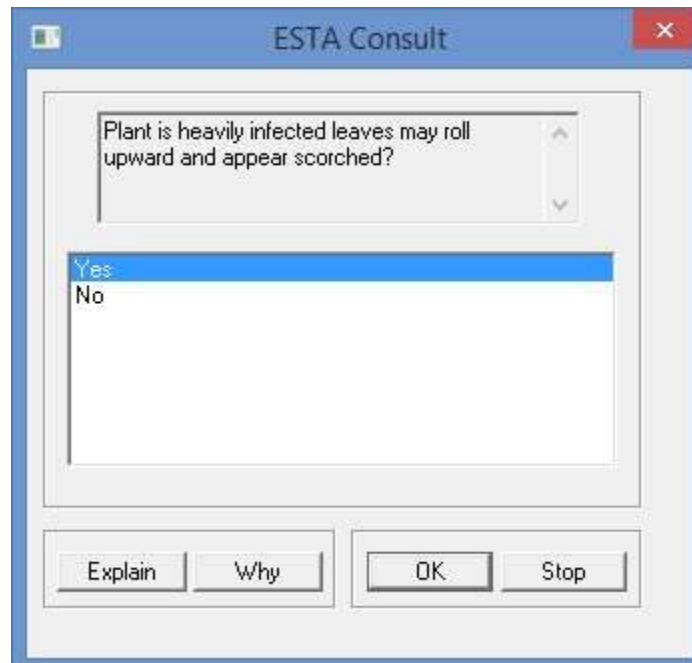 ESTA Consult
Plant is heavily infected leaves may roll
upward and appear scorched?
Yes
No
Explain
Why
OK
Stop